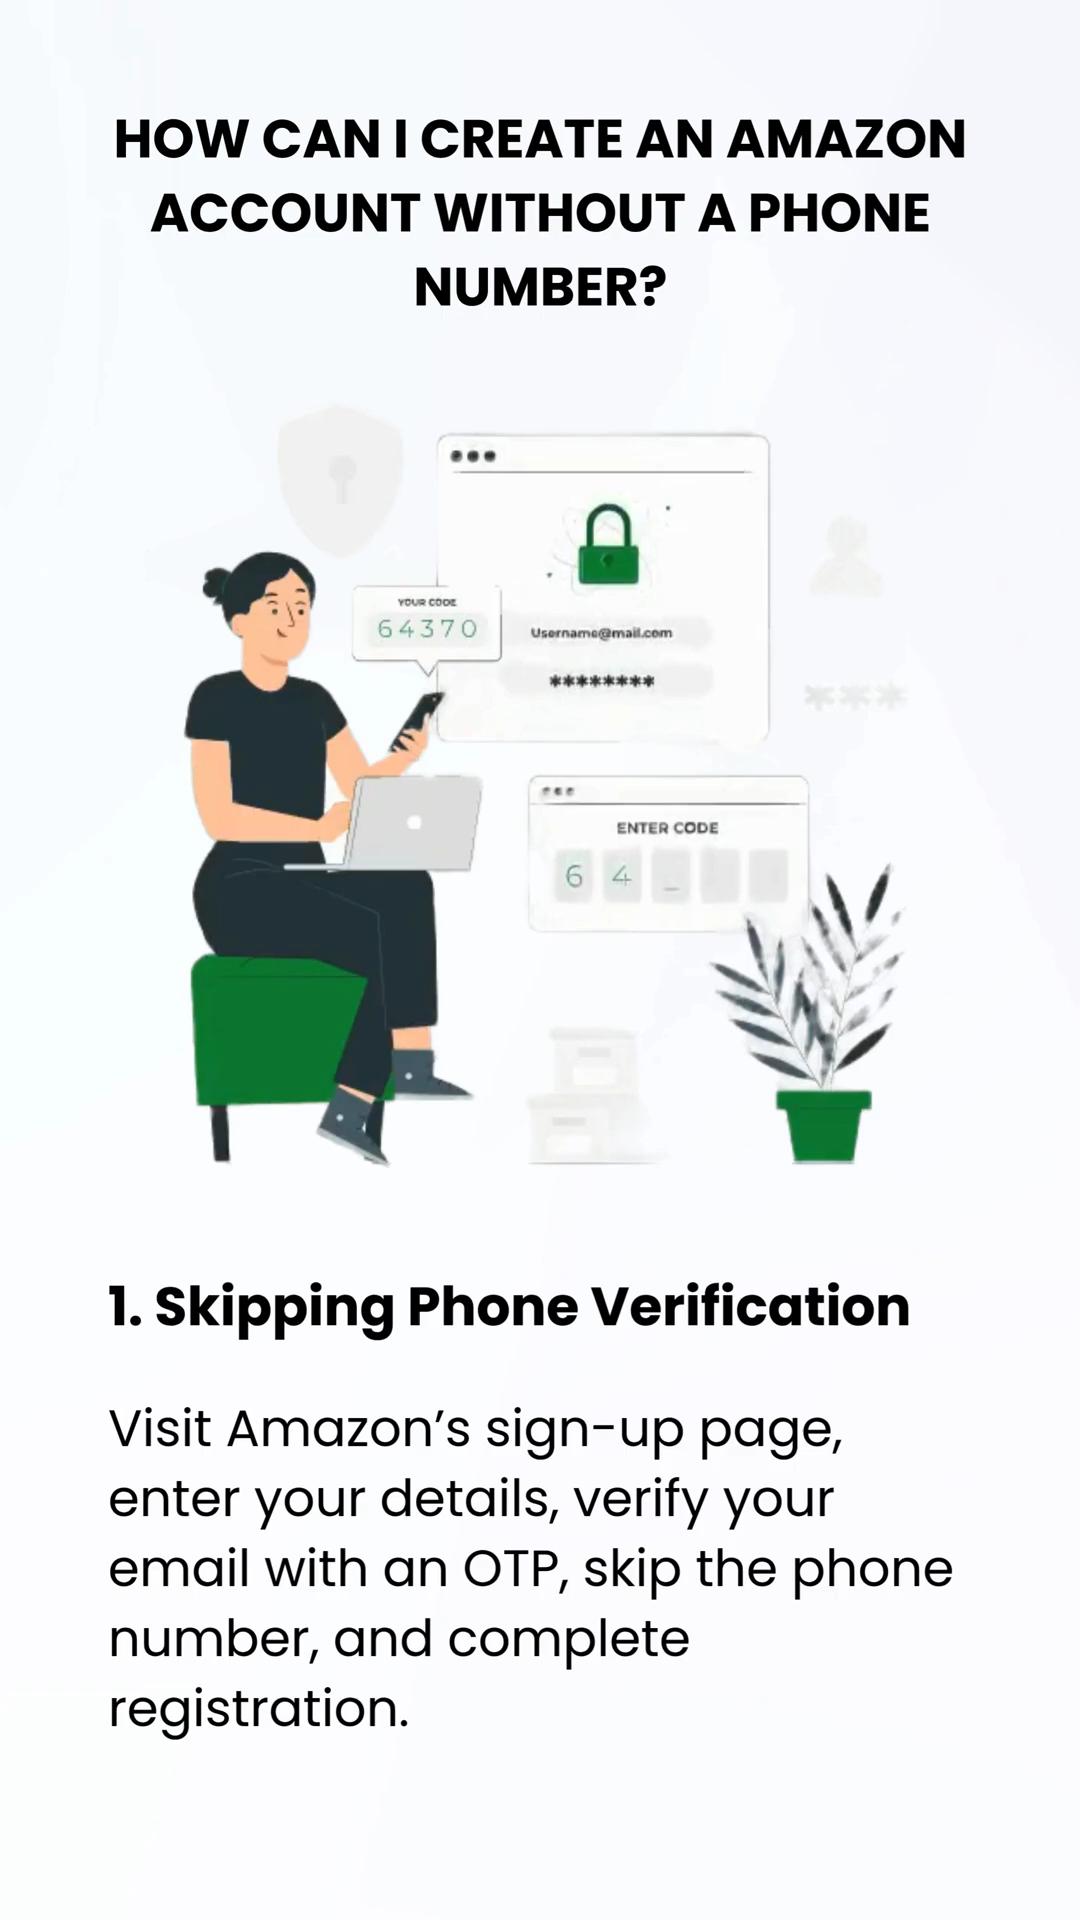 HOW CAN I CREATE AN AMAZON
ACCOUNT WITHOUT A PHONE
NUMBER?
YOUR CODE
64370
Username@mail.com
********
***
ENTER CODE
6 4 _
1. Skipping Phone Verification
Visit Amazon’s sign-up page,
enter your details, verify your
email with an OTP, skip the phone
number, and complete
registration.